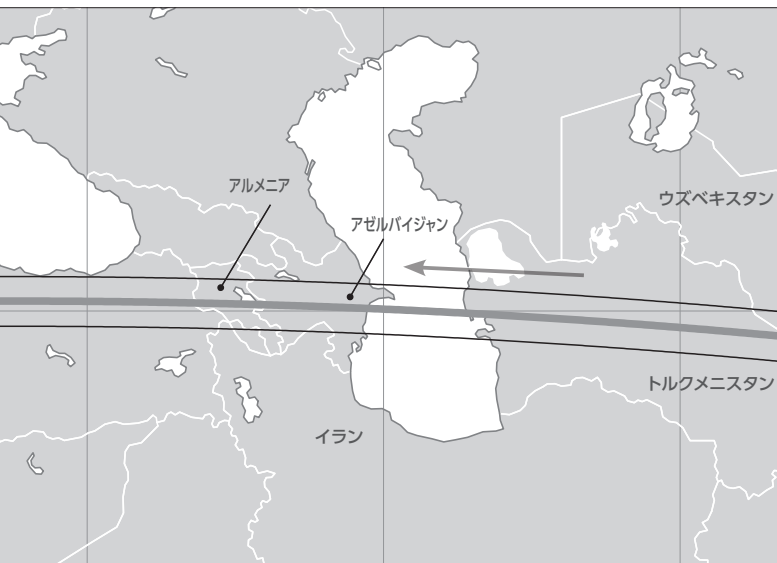 アルメニア
ウズベキスタン
アゼルバイジャン
トルクメニスタン
イラン